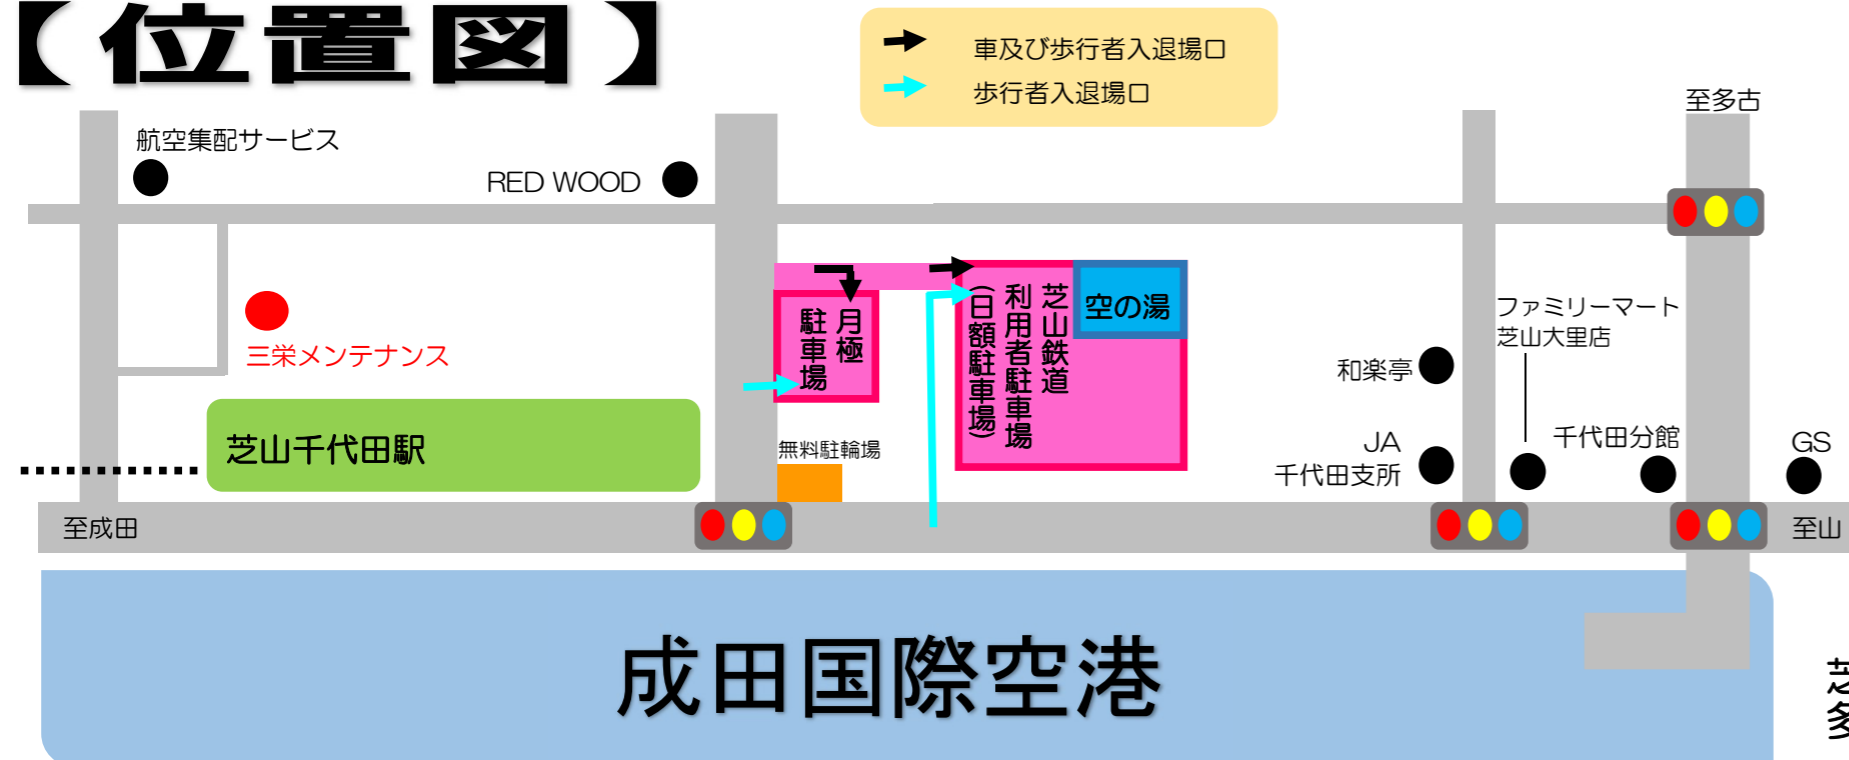 【位置図】
車及び歩行者入退場口
歩行者入退場口
至多古
航空集配サービス
RED WOOD
三栄メンテナンス
芝山千代田駅
月極
駐車場
無料駐輪場
芝山鉄道
利用者駐車場
(日額駐車場)
空の湯
和楽亭
JA
千代田支所
ファミリーマート
芝山大里店
千代田分館
GS
至成田
至山
成田国際空港